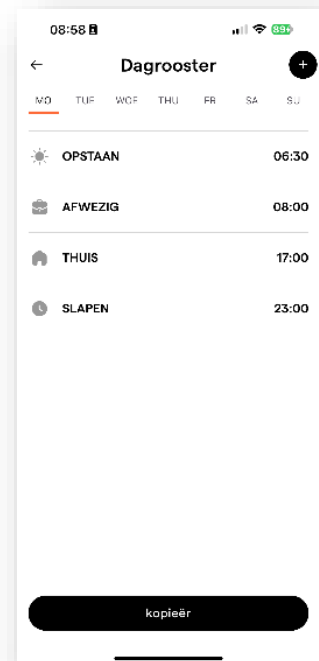 08:58 89
Dagrooster
MO TUE WOE THU FR SA SU
OPSTAAN 06:30
AFWEZIG 08:00
THUIS 17:00
SLAPEN 23:00
kopieër